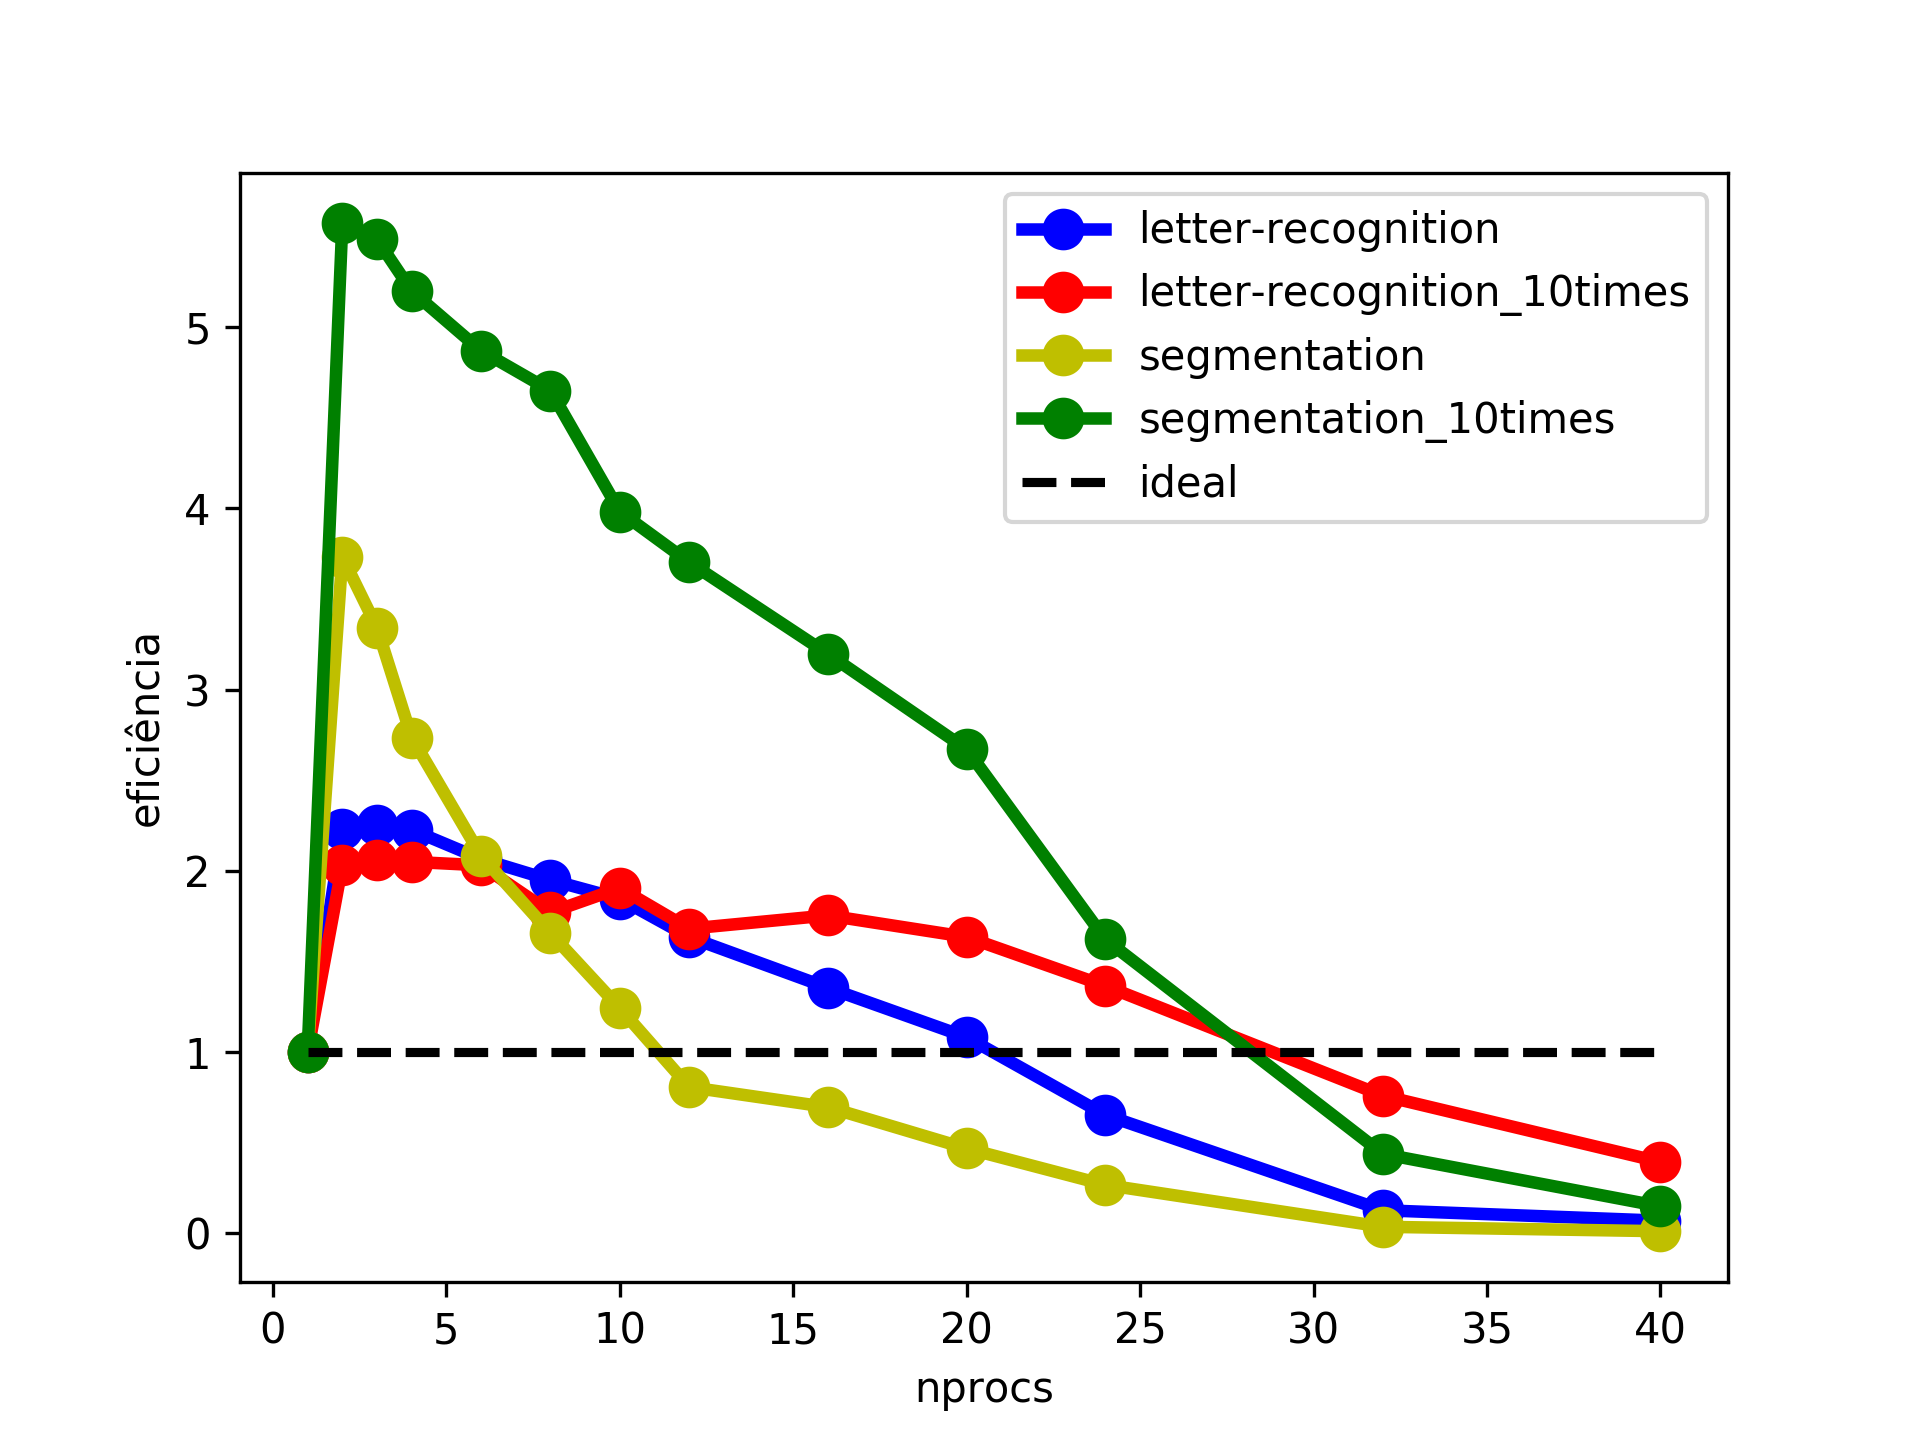 letter-recognition
letter-recognition_10times
segmentation
segmentation_10times
ideal
eficiência
5
4
3
2
1
0
0 5 10 15 20 25 30 35 40
nprocs